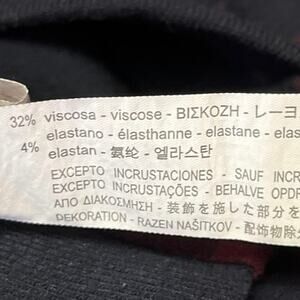 32% viscosa - viscose - ΒΙΣΚΟΖΗ - レーヨ
elastano - élasthanne - elastane - elast
4% elastan - 氨纶 - 엘라스탄
EXCEPTO INCRUSTACIONES - SAUF INCR
EXCEPTO INCRUSTAÇÕES - BEHALVE OPDE
ΑΠΟ ΔΙΑΚΟΣΜΗΣΗ - 装飾を施した部分を
DEKORATION - RAZEN NAŠITKOV - 配饰物除